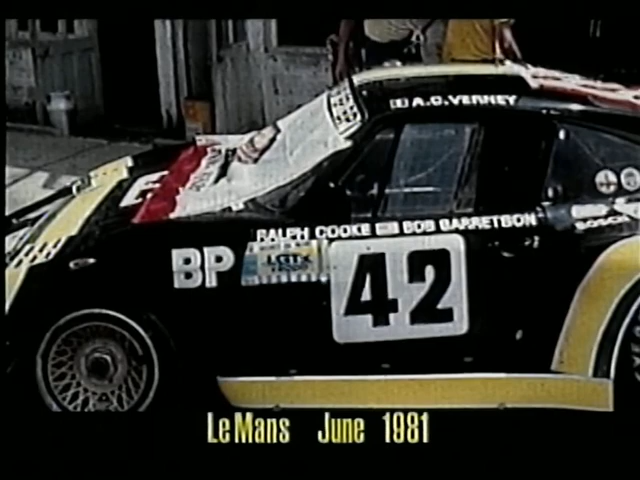 A.C. VERNEY
RALPH COOKE BOB GARRETSON
BP
42
BOSCH
Le Mans June 1981